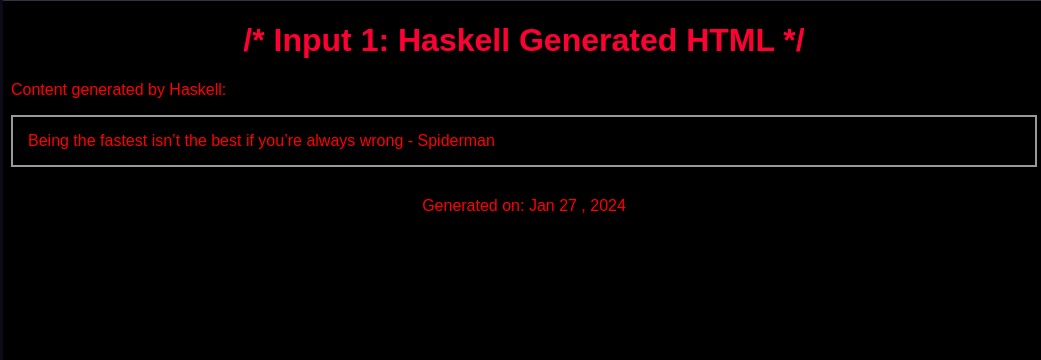 /* Input 1: Haskell Generated HTML */
Content generated by Haskell:
Being the fastest isn’t the best if you’re always wrong - Spiderman
Generated on: Jan 27 , 2024